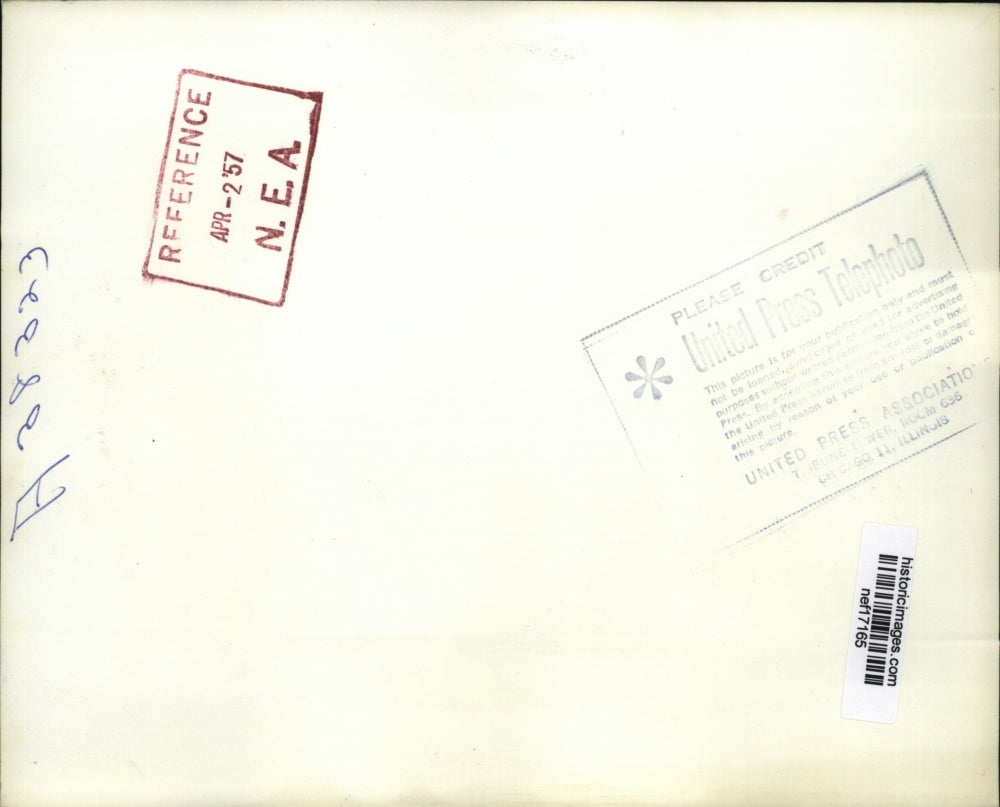 REFERENCE
APR-2'57
N. E. A.
PLEASE CREDIT
United Press Telephoto
This picture is for your publication only and must
not be loaned, syndicated or used for advertising
purposes without written permission from the United
Press. By accepting this picture you agree to hold
the United Press harmless from any loss or damage
arising by reason of your use or publication o
this picture.
UNITED PRESS ASSOCIATIO
TRIBUNE TOWER, ROOM 636
CHICAGO, 11, ILLINOIS
historicimages.com
nef17165